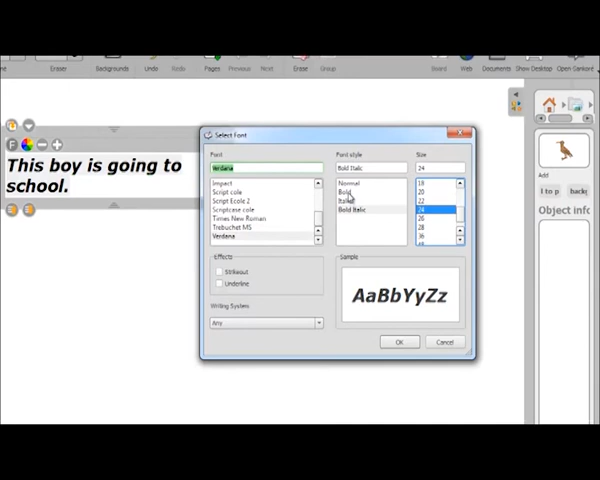 Eraser Backgrounds Undo Redo Pages Previous Next Erase Group Board Web Documents Show Desktop Open Sankoré
Select Font
Font Font style Size
Verdana Bold Italic 24
Impact Normal 18
Script cole Bold 20
Script Ecole 2 Italic 22
Scriptcase cole Bold Italic 24
Times New Roman 26
Trebuchet MS 28
Verdana 36
F
This boy is going to
school.
Effects Sample
Strikeout
Underline
AaBbYyZz
Writing System
Any
OK Cancel
Add
I to p back
Object info